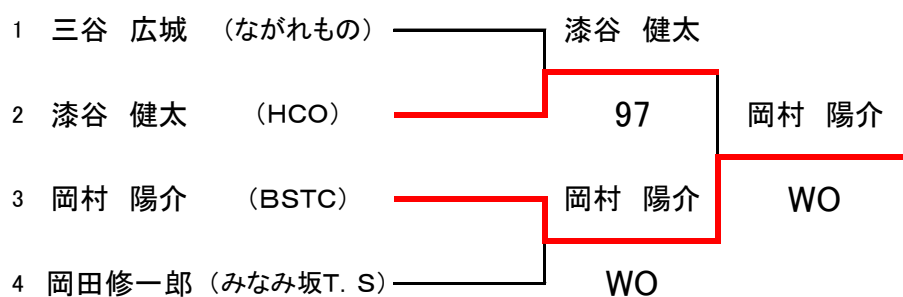 1 三谷 広城 (ながれもの) 漆谷 健太
2 漆谷 健太 (HCO) 97 岡村 陽介
3 岡村 陽介 (BSTC) 岡村 陽介 WO
4 岡田修一郎 (みなみ坂T. S) WO